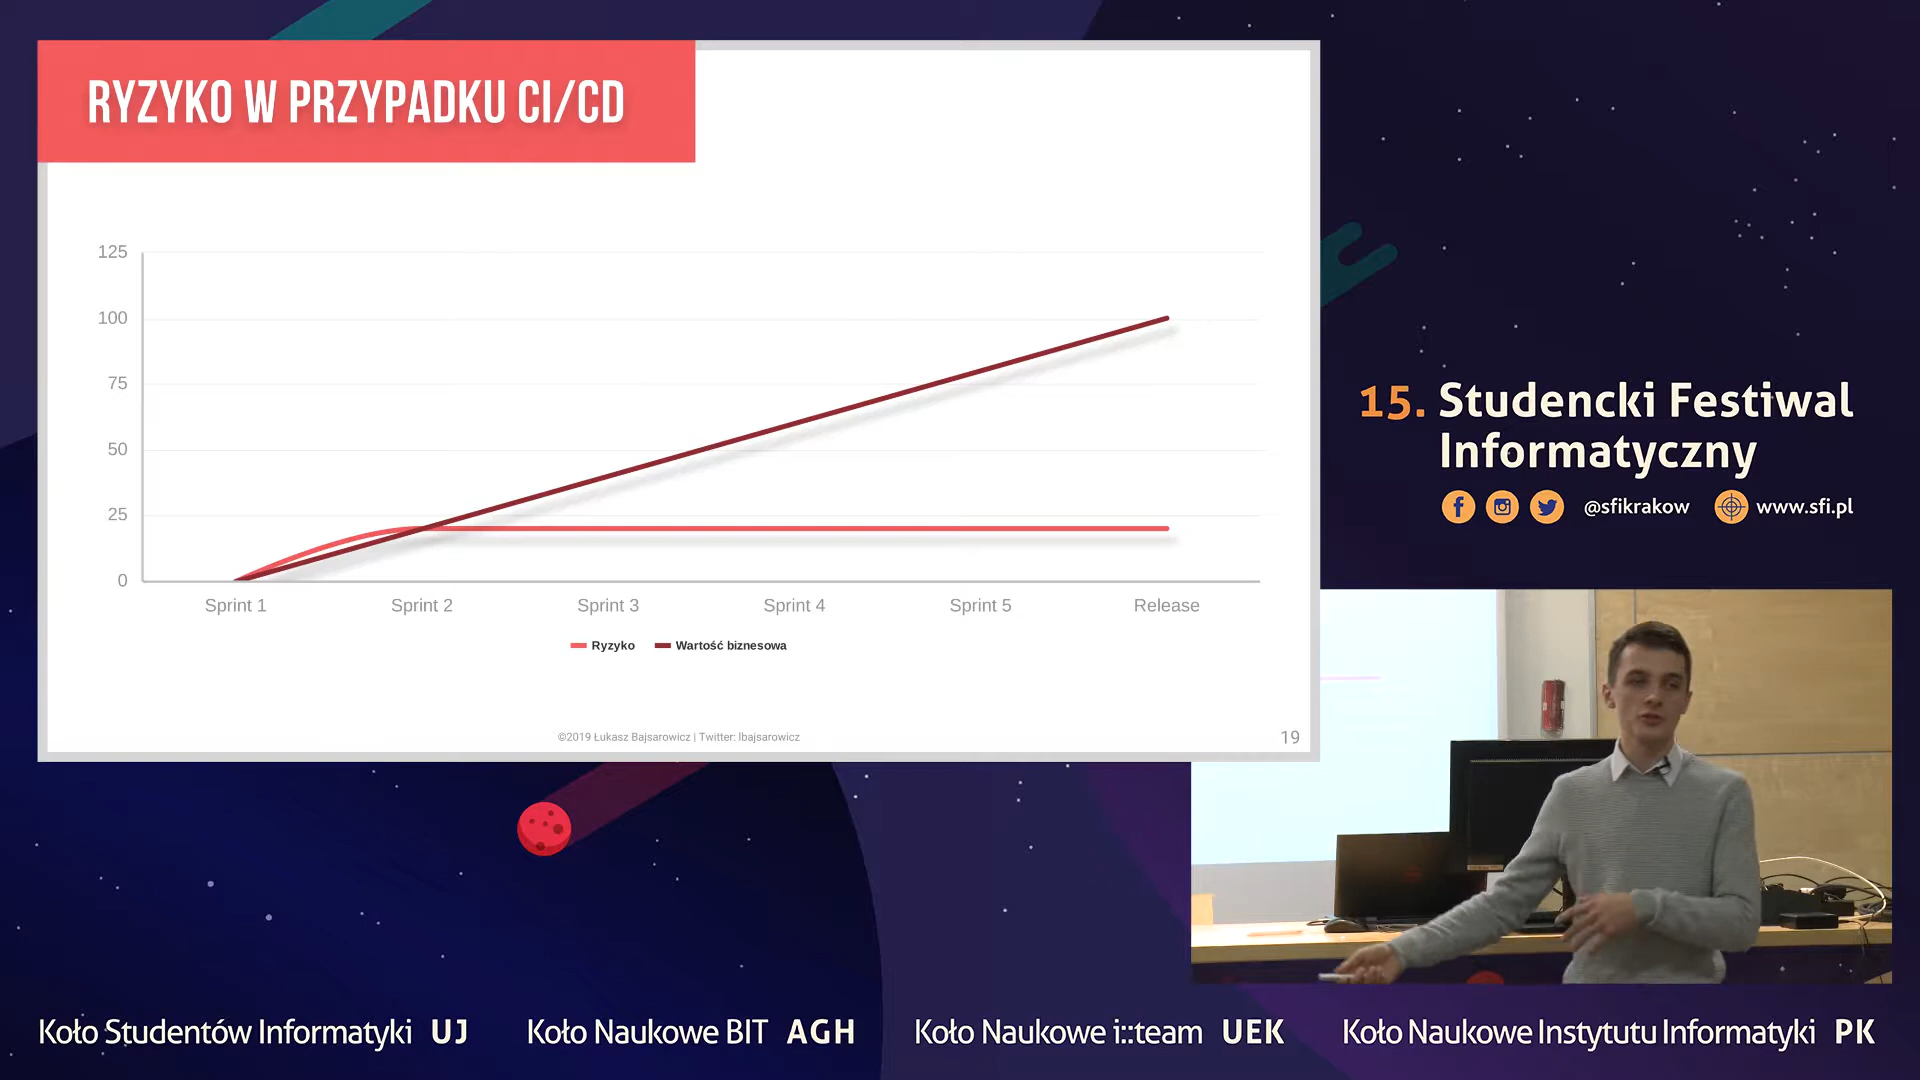 RYZYKO W PRZYPADKU CI/CD
125
100
75
50
25
0
Sprint 1 Sprint 2 Sprint 3 Sprint 4 Sprint 5 Release
Ryzyko Wartość biznesowa
©2019 Łukasz Bajsarowicz | Twitter: lbajsarowicz
19
15. Studencki Festiwal
Informatyczny
@sfikrakow www.sfi.pl
Koło Studentów Informatyki UJ Koło Naukowe BIT AGH Koło Naukowe i::team UEK Koło Naukowe Instytutu Informatyki PK